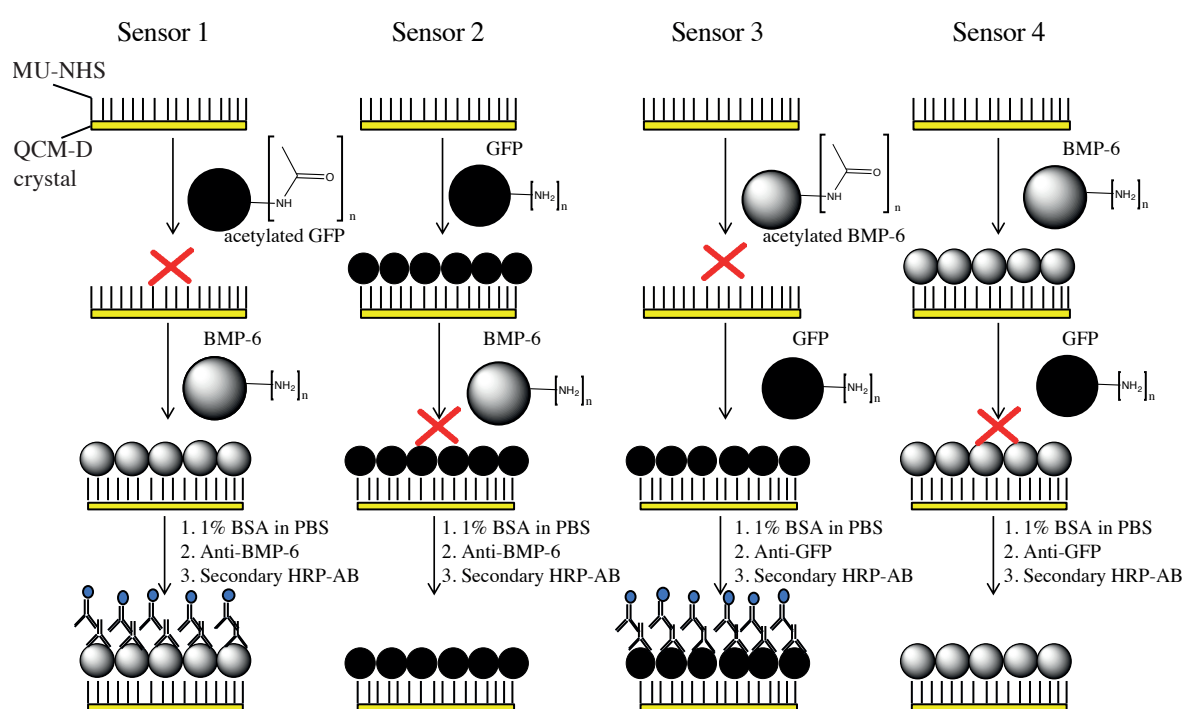 Sensor 1
Sensor 2
Sensor 3
Sensor 4
MU-NHS
QCM-D
crystal
NH
O
n
acetylated GFP
GFP
[NH2]n
NH
O
n
acetylated BMP-6
BMP-6
[NH2]n
BMP-6
[NH2]n
BMP-6
[NH2]n
GFP
[NH2]n
GFP
[NH2]n
1. 1% BSA in PBS
2. Anti-BMP-6
3. Secondary HRP-AB
1. 1% BSA in PBS
2. Anti-BMP-6
3. Secondary HRP-AB
1. 1% BSA in PBS
2. Anti-GFP
3. Secondary HRP-AB
1. 1% BSA in PBS
2. Anti-GFP
3. Secondary HRP-AB